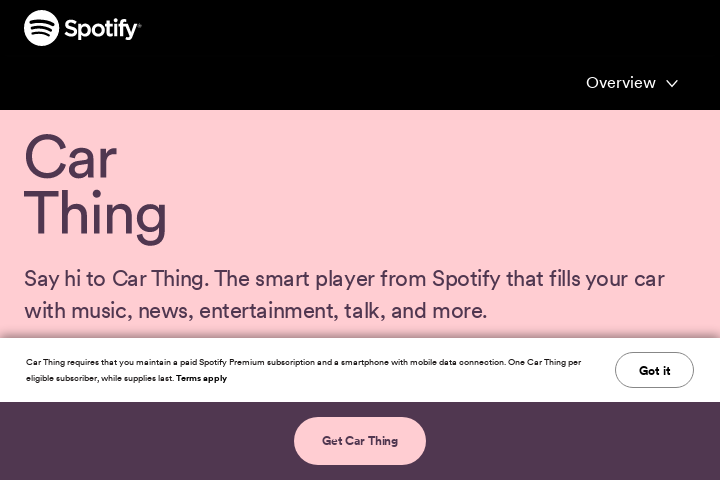 Spotify®
Overview
Car
Thing
Say hi to Car Thing. The smart player from Spotify that fills your car
with music, news, entertainment, talk, and more.
Car Thing requires that you maintain a paid Spotify Premium subscription and a smartphone with mobile data connection. One Car Thing per
eligible subscriber, while supplies last. Terms apply
Got it
Get Car Thing